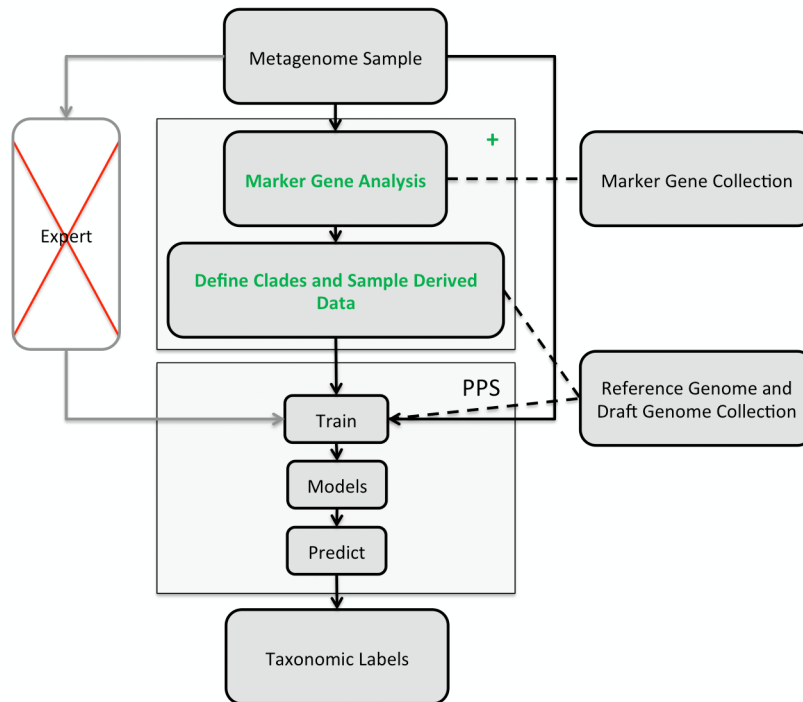 Metagenome Sample
+
Marker Gene Analysis
Marker Gene Collection
Expert
Define Clades and Sample Derived
Data
PPS
Reference Genome and
Draft Genome Collection
Train
Models
Predict
Taxonomic Labels